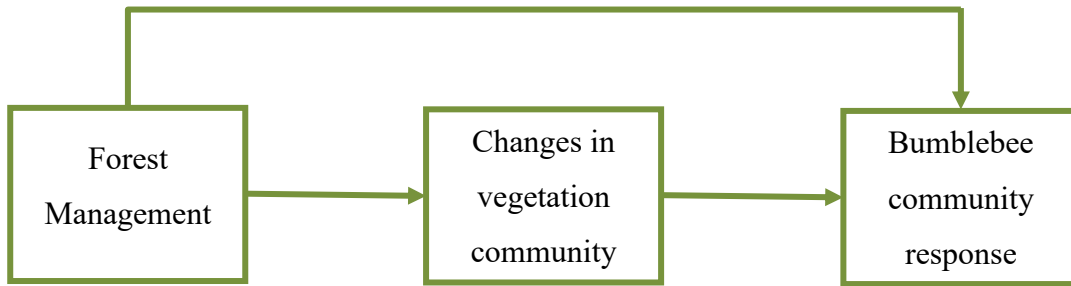 Forest
Management
Changes in
vegetation
community
Bumblebee
community
response